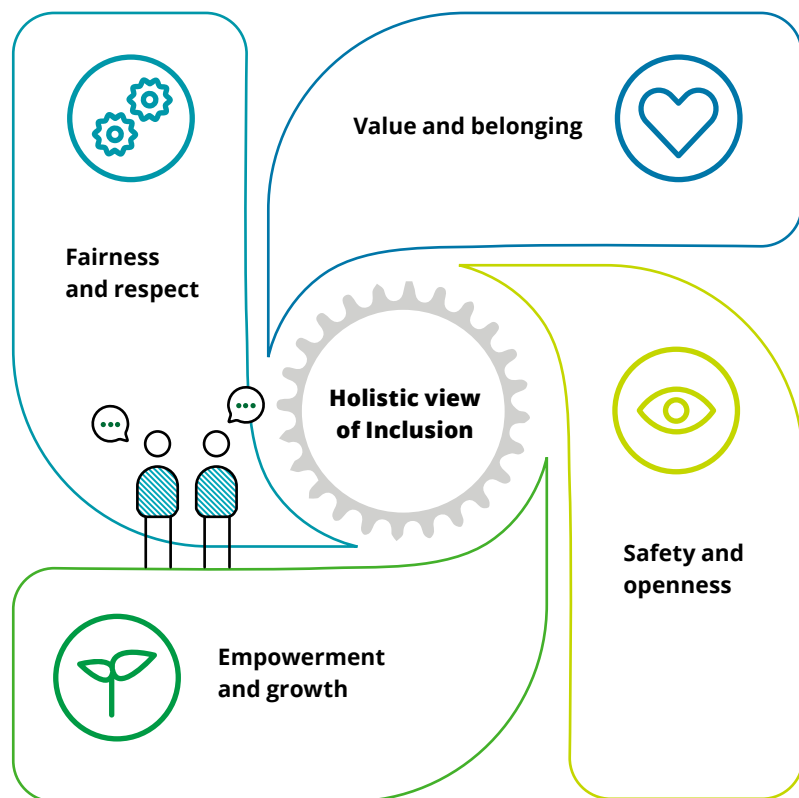 Value and belonging
Fairness
and respect
Holistic view
of Inclusion
Safety and
openness
Empowerment
and growth